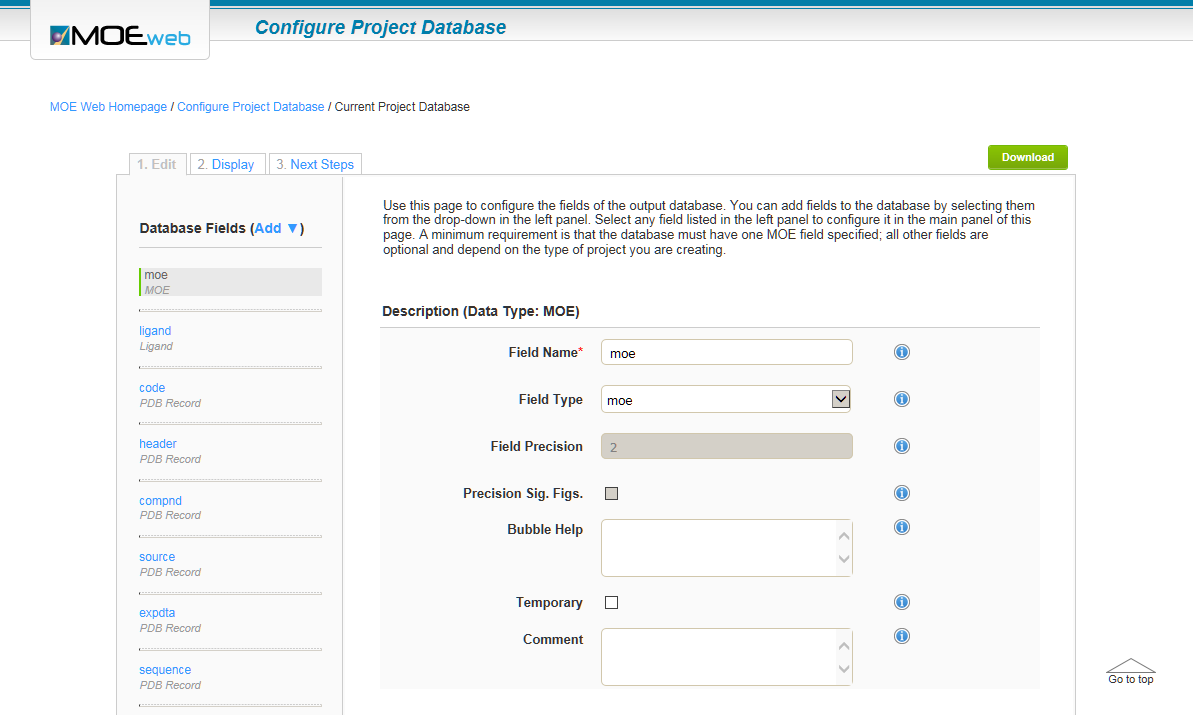 MOEweb
Configure Project Database
MOE Web Homepage / Configure Project Database / Current Project Database
1. Edit
2. Display
3. Next Steps
Download
Database Fields (Add ▼)
moe
MOE
ligand
Ligand
code
PDB Record
header
PDB Record
compnd
PDB Record
source
PDB Record
expdta
PDB Record
sequence
PDB Record
Use this page to configure the fields of the output database. You can add fields to the database by selecting them
from the drop-down in the left panel. Select any field listed in the left panel to configure it in the main panel of this
page. A minimum requirement is that the database must have one MOE field specified; all other fields are
optional and depend on the type of project you are creating.
Description (Data Type: MOE)
Field Name* moe
Field Type moe
Field Precision 2
Precision Sig. Figs.
Bubble Help
Temporary
Comment
Go to top